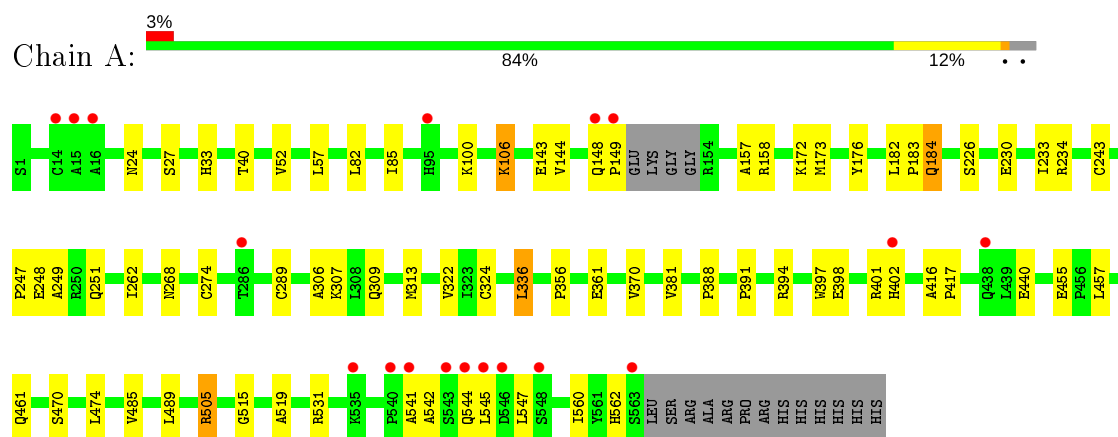 3%
Chain A:
84% 12% • •
S1 C14 A15 A16 N24 S27 H33 T40 V52 L57 L82 I85 H95 K100 K106 E143 V144 Q148 P149 GLU LYS GLY GLY R154 A157 R158 K172 M173 Y176 L182 P183 Q184 S226 E230 I233 R234 C243
P247 E248 A249 R250 Q251 I262 N268 C274 T286 C289 A306 K307 L308 Q309 M313 V322 I323 C324 L336 P356 E361 V370 V381 P388 P391 R394 W397 E398 R401 H402 A416 P417 Q438 L439 E440 E455 P456 L457
Q461 S470 L474 V485 L489 R505 G515 A519 R531 K535 P540 A541 A542 S543 Q544 L545 D546 L547 S548 I560 Y561 H562 S563 LEU SER ARG ALA ARG PRO ARG HIS HIS HIS HIS HIS HIS